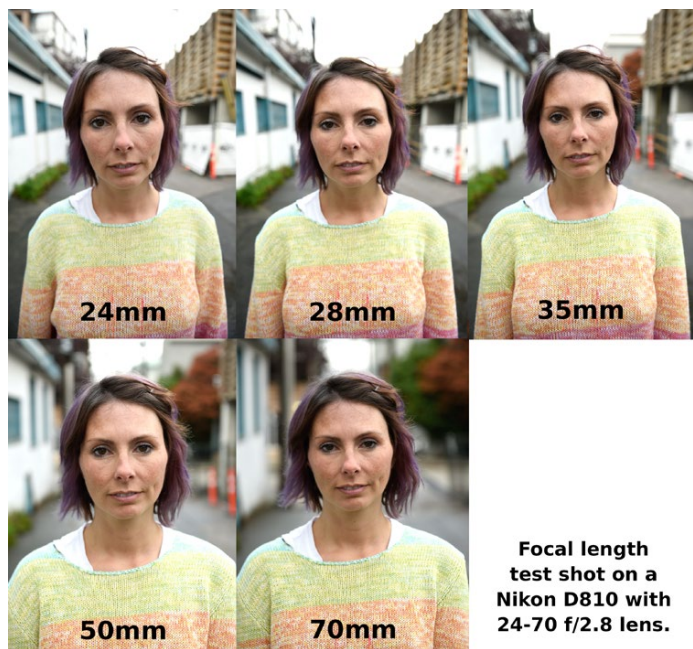 24mm
28mm
35mm
50mm
70mm
Focal length
test shot on a
Nikon D810 with
24-70 f/2.8 lens.